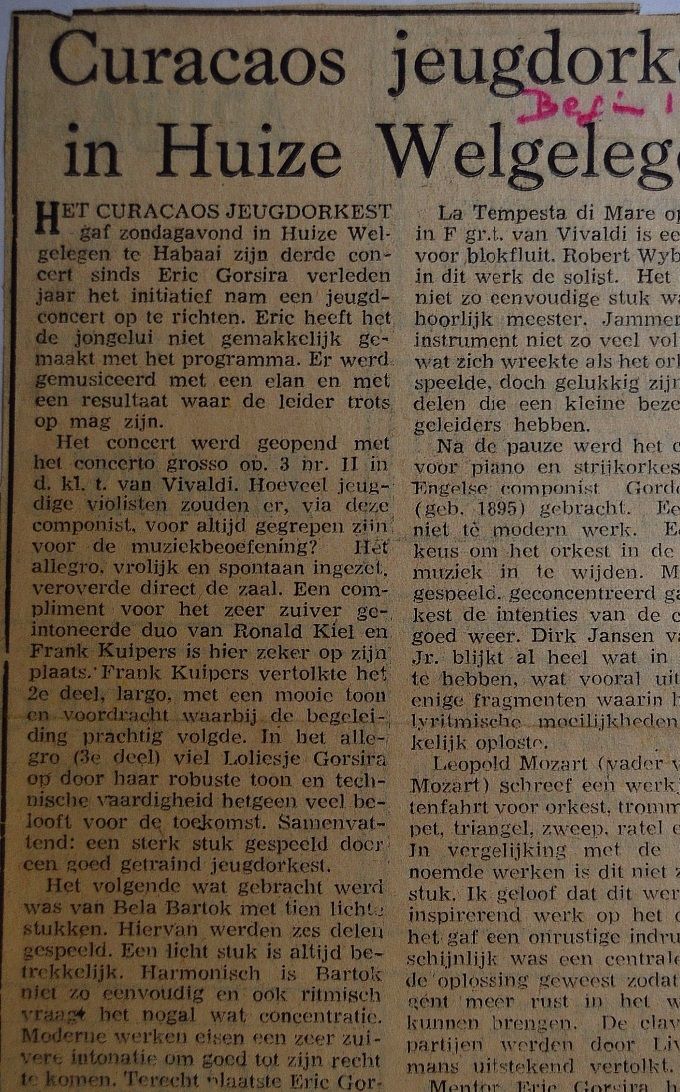 Curacaos jeugdorke
in Huize Welgelege
Begin 1
HET CURACAOS JEUGDORKEST
gaf zondagavond in Huize Wel-
gelegen te Habaai zijn derde con-
cert sinds Eric Gorsira verleden
jaar het initiatief nam een jeugd-
concert op te richten. Eric heeft het
de jongelui niet gemakkelijk ge-
maakt met het programma. Er werd
gemusiceerd met een elan en met
een resultaat waar de leider trots
op mag zijn.
Het concert werd geopend met
het concerto grosso op. 3 nr. II in
d. kl. t. van Vivaldi. Hoeveel jeug-
dige violisten zouden er, via deze
componist, voor altijd gegrepen zijn
voor de muziekbeoefening? Het
allegro, vrolijk en spontaan ingezet,
veroverde direct de zaal. Een com-
pliment voor het zeer zuiver ge-
intoneerde duo van Ronald Kiel en
Frank Kuipers is hier zeker op zijn
plaats. Frank Kuipers vertolkte het
2e deel, largo, met een mooie toon
en voordracht waarbij de begelei-
ding prachtig volgde. In het alle-
gro (3e deel) viel Loliesje Gorsira
op door haar robuste toon en tech-
nische vaardigheid hetgeen veel be-
looft voor de toekomst. Samenvat-
tend: een sterk stuk gespeeld door
een goed getraind jeugdorkest.
Het volgende wat gebracht werd
was van Bela Bartok met tien lichte
stukken. Hiervan werden zes delen
gespeeld. Een licht stuk is altijd be-
trekkelijk. Harmonisch is Bartok
niet zo eenvoudig en ook ritmisch
vraagt het nogal wat concentratie.
Moderne werken eisen een zeer zui-
vere intonatie om goed tot zijn recht
te komen. Terecht plaatste Eric Gor-
La Tempesta di Mare op
in F gr.t. van Vivaldi is ee
voor blokfluit. Robert Wyb
in dit werk de solist. Het
niet zo eenvoudige stuk wa
hoorlijk meester. Jammer
instrument niet zo veel vol
wat zich wreekte als het ork
speelde, doch gelukkig zijn
delen die een kleine beze
geleiders hebben.
Na de pauze werd het c
voor piano en strijkorkes
Engelse componist Gord
(geb. 1895) gebracht. Ee
niet te modern werk. Ee
keus om het orkest in de
muziek in te wijden. M
gespeeld, geconcentreerd ga
kest de intenties van de c
goed weer. Dirk Jansen va
Jr. blijkt al heel wat in
te hebben, wat vooral uit
enige fragmenten waarin h
lyritmische moeilijkheden
kelijk oploste.
Leopold Mozart (vader v
Mozart) schreef een werkj
tenfahrt voor orkest, tromm
pet, triangel, zweep, ratel e
In vergelijking met de
noemde werken is dit niet z
stuk. Ik geloof dat dit wer
inspirerend werk op het o
het gaf een onrustige indru
schijnlijk was een centrale
de oplossing geweest zodat
gent meer rust in het w
kunnen brengen. De clav
partijen werden door Liv
mans uitstekend vertolkt.
Mentor Eric Gorsira